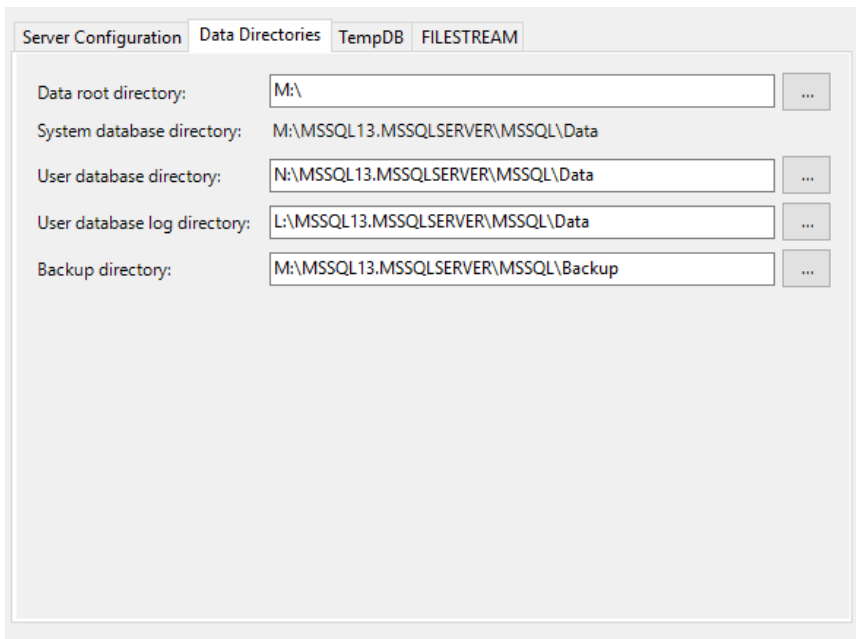 Server Configuration Data Directories TempDB FILESTREAM
Data root directory: M:\ ...
System database directory: M:\MSSQL13.MSSQLSERVER\MSSQL\Data
User database directory: N:\MSSQL13.MSSQLSERVER\MSSQL\Data ...
User database log directory: L:\MSSQL13.MSSQLSERVER\MSSQL\Data ...
Backup directory: M:\MSSQL13.MSSQLSERVER\MSSQL\Backup ...